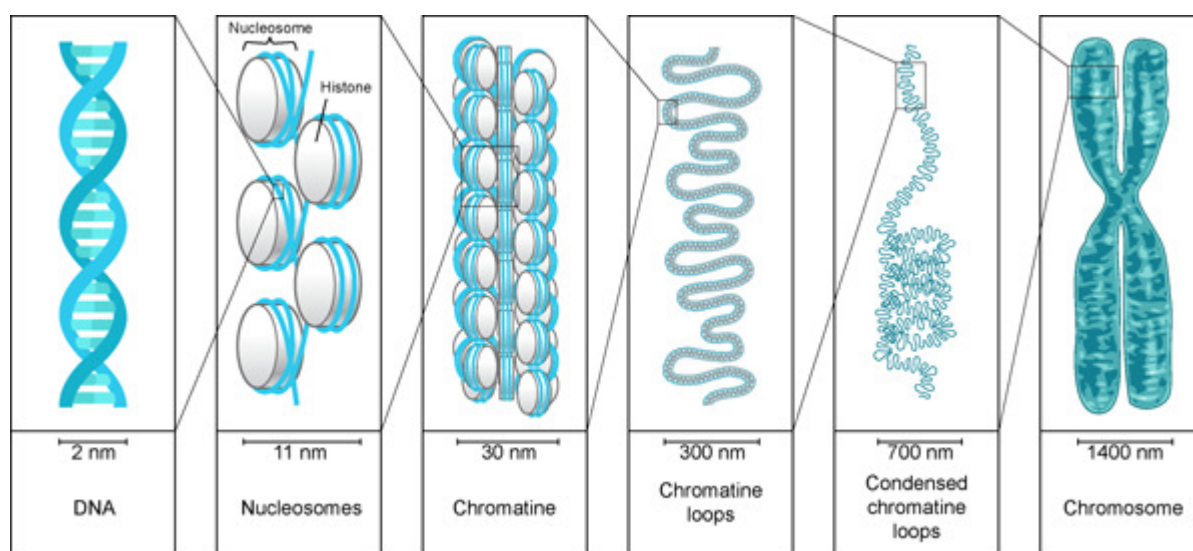 Nucleosome
Histone
2 nm
11 nm
30 nm
300 nm
700 nm
1400 nm
DNA
Nucleosomes
Chromatine
Chromatine
loops
Condensed
chromatine
loops
Chromosome